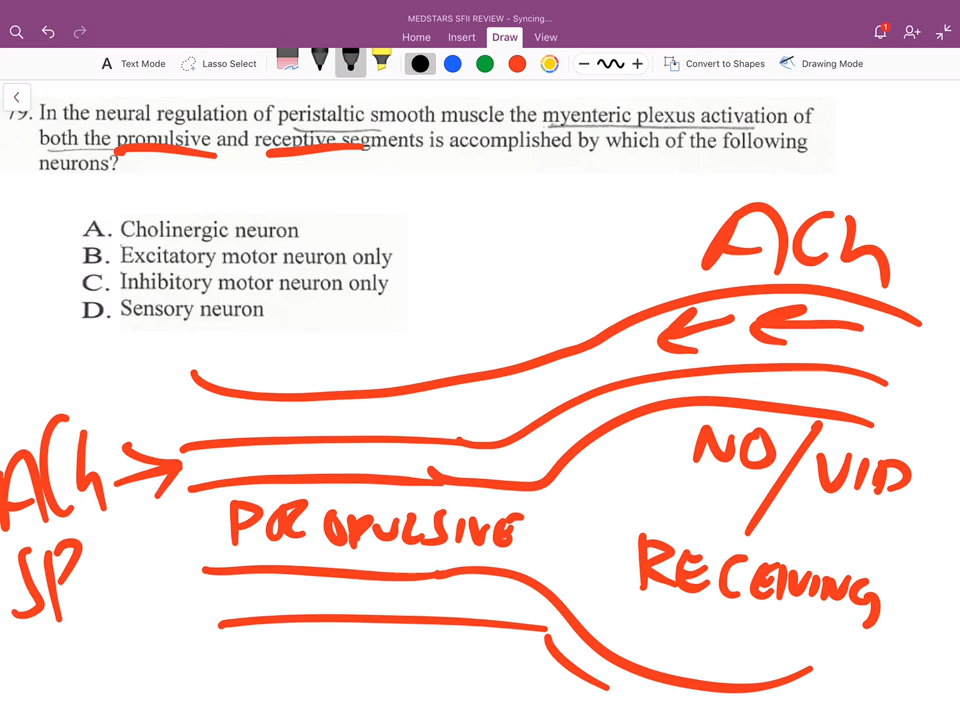 MEDSTARS SFII REVIEW - Syncing...
Home Insert Draw View
1
A Text Mode Lasso Select Convert to Shapes Drawing Mode
79. In the neural regulation of peristaltic smooth muscle the myenteric plexus activation of
both the propulsive and receptive segments is accomplished by which of the following
neurons?
A. Cholinergic neuron
B. Excitatory motor neuron only
C. Inhibitory motor neuron only
D. Sensory neuron
ACh
NO/VIP
ACh
PROPULSIVE
SP
RECEIVING